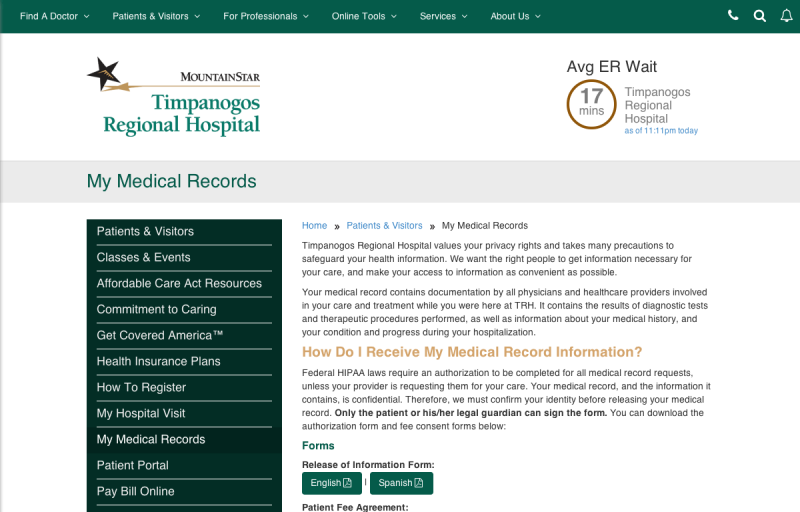 Find A Doctor Patients & Visitors For Professionals Online Tools Services About Us
MOUNTAINSTAR
Timpanogos
Regional Hospital
Avg ER Wait
17
mins
Timpanogos
Regional
Hospital
as of 11:11pm today
My Medical Records
Patients & Visitors
Classes & Events
Affordable Care Act Resources
Commitment to Caring
Get Covered America™
Health Insurance Plans
How To Register
My Hospital Visit
My Medical Records
Patient Portal
Pay Bill Online
Home » Patients & Visitors » My Medical Records
Timpanogos Regional Hospital values your privacy rights and takes many precautions to
safeguard your health information. We want the right people to get information necessary for
your care, and make your access to information as convenient as possible.
Your medical record contains documentation by all physicians and healthcare providers involved
in your care and treatment while you were here at TRH. It contains the results of diagnostic tests
and therapeutic procedures performed, as well as information about your medical history, and
your condition and progress during your hospitalization.
How Do I Receive My Medical Record Information?
Federal HIPAA laws require an authorization to be completed for all medical record requests,
unless your provider is requesting them for your care. Your medical record, and the information it
contains, is confidential. Therefore, we must confirm your identity before releasing your medical
record. Only the patient or his/her legal guardian can sign the form. You can download the
authorization form and fee consent forms below:
Forms
Release of Information Form:
English | Spanish
Patient Fee Agreement: